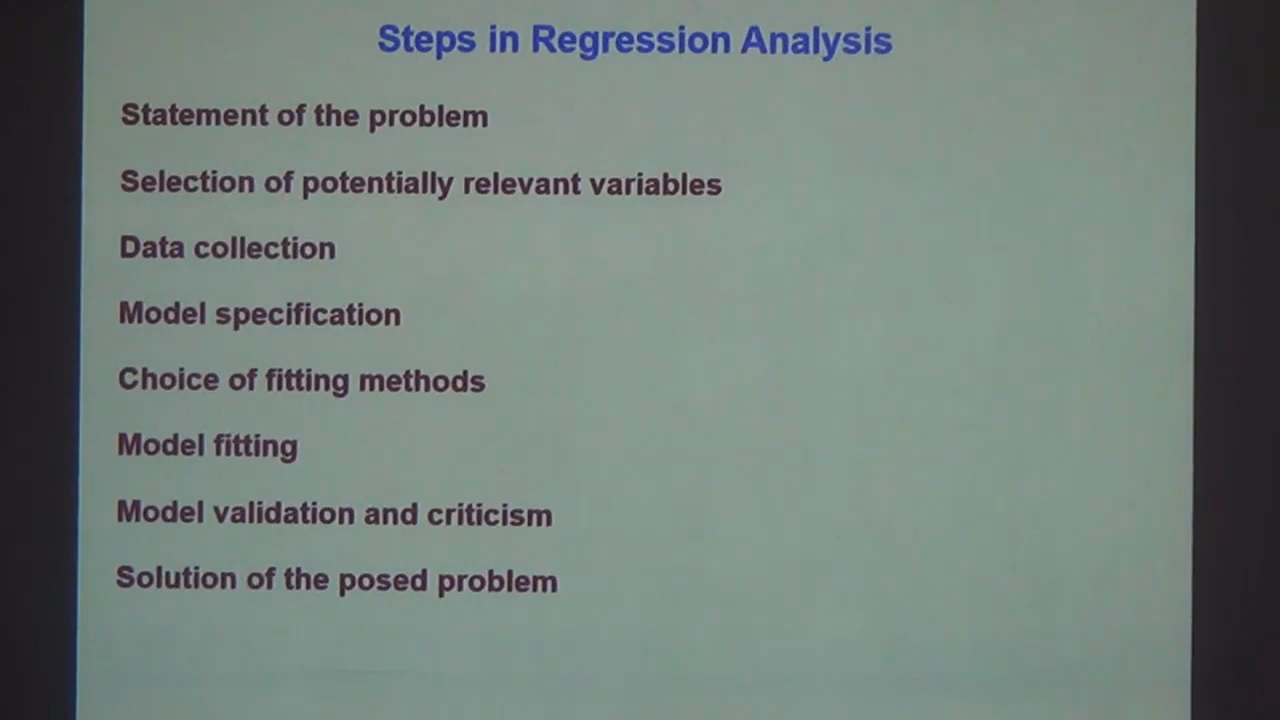 Steps in Regression Analysis
Statement of the problem
Selection of potentially relevant variables
Data collection
Model specification
Choice of fitting methods
Model fitting
Model validation and criticism
Solution of the posed problem